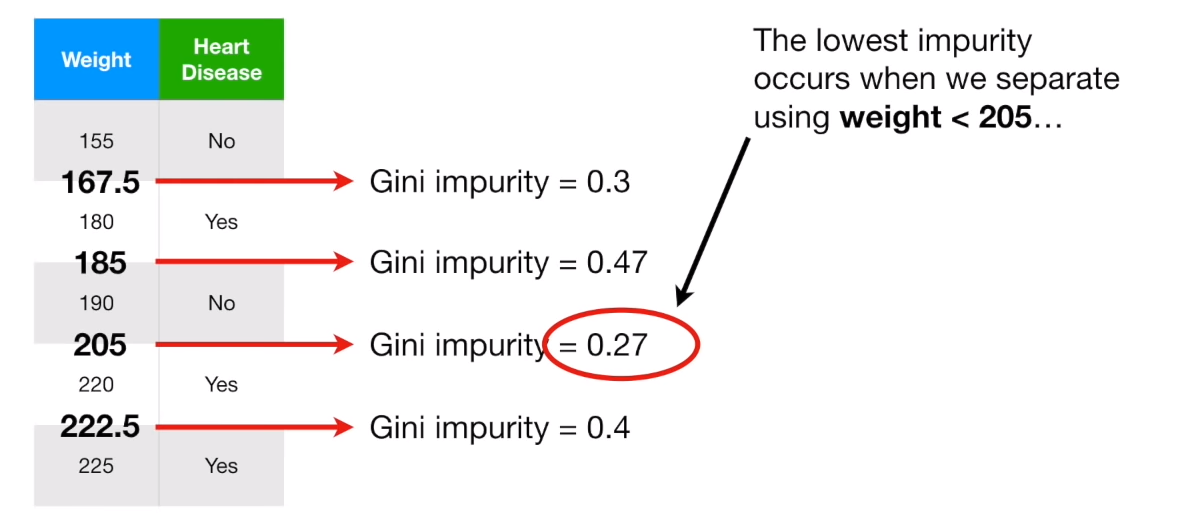 Weight
Heart
Disease
155 No
167.5
180 Yes
185
190 No
205
220 Yes
222.5
225 Yes
Gini impurity = 0.3
Gini impurity = 0.47
Gini impurity = 0.27
Gini impurity = 0.4
The lowest impurity
occurs when we separate
using weight < 205…